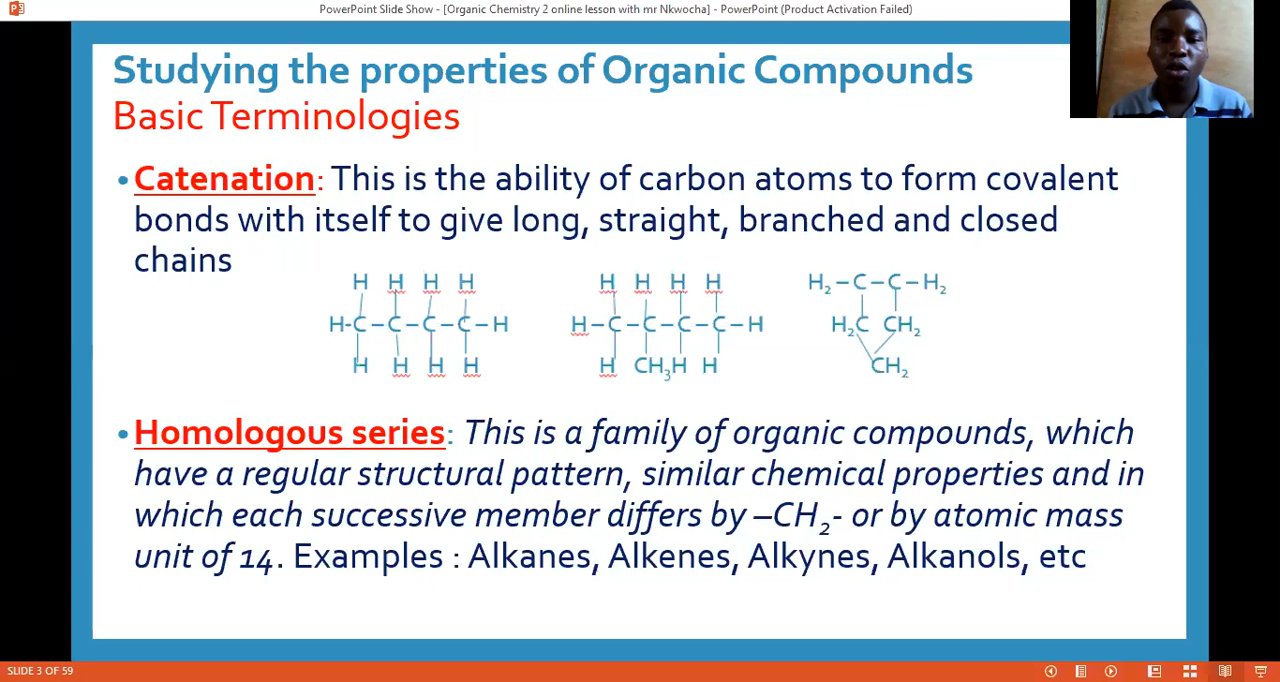 PowerPoint Slide Show - [Organic Chemistry 2 online lesson with mr Nkwocha] - PowerPoint (Product Activation Failed)
Studying the properties of Organic Compounds
Basic Terminologies
•Catenation: This is the ability of carbon atoms to form covalent
bonds with itself to give long, straight, branched and closed
chains
H H H H
H-C–C–C–C–H
H H H H
H H H H
H–C–C–C–C–H
H CH₃H H
H₂–C–C–H₂
H₂C CH₂
CH₂
•Homologous series: This is a family of organic compounds, which
have a regular structural pattern, similar chemical properties and in
which each successive member differs by –CH₂- or by atomic mass
unit of 14. Examples : Alkanes, Alkenes, Alkynes, Alkanols, etc
SLIDE 3 OF 59